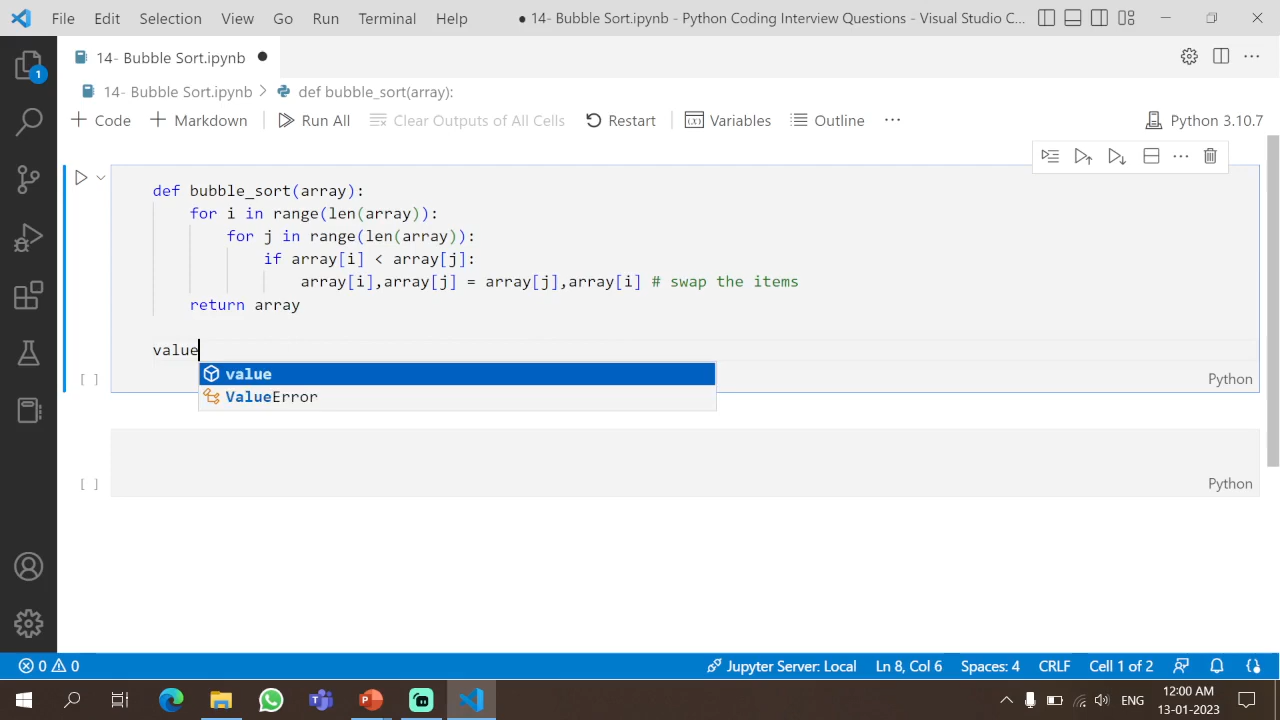 File Edit Selection View Go Run Terminal Help ● 14- Bubble Sort.ipynb - Python Coding Interview Questions - Visual Studio C...
14- Bubble Sort.ipynb ●
14- Bubble Sort.ipynb > def bubble_sort(array):
+ Code + Markdown Run All Clear Outputs of All Cells Restart Variables Outline ... Python 3.10.7
def bubble_sort(array):
for i in range(len(array)):
for j in range(len(array)):
if array[i] < array[j]:
array[i],array[j] = array[j],array[i] # swap the items
return array
value
value
[ ] Python
ValueError
[ ] Python
1
0 0 Jupyter Server: Local Ln 8, Col 6 Spaces: 4 CRLF Cell 1 of 2
ENG 12:00 AM
13-01-2023